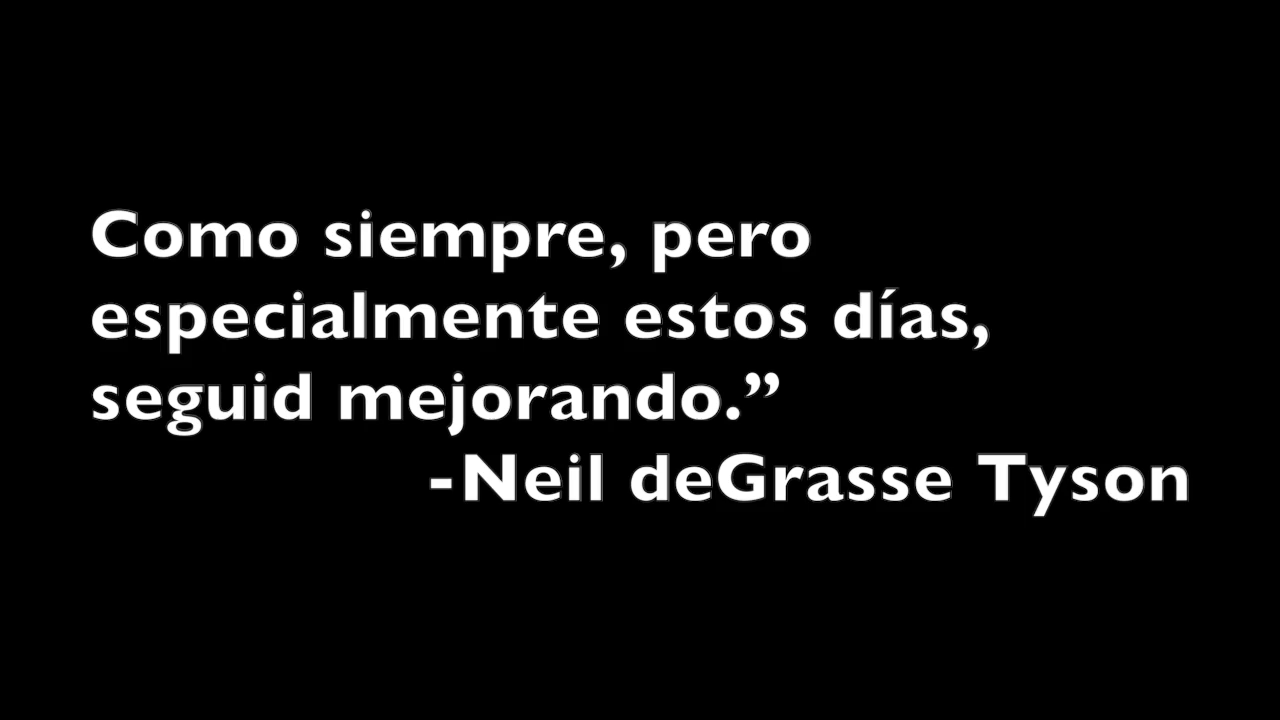 Como siempre, pero
especialmente estos días,
seguid mejorando.”
-Neil deGrasse Tyson